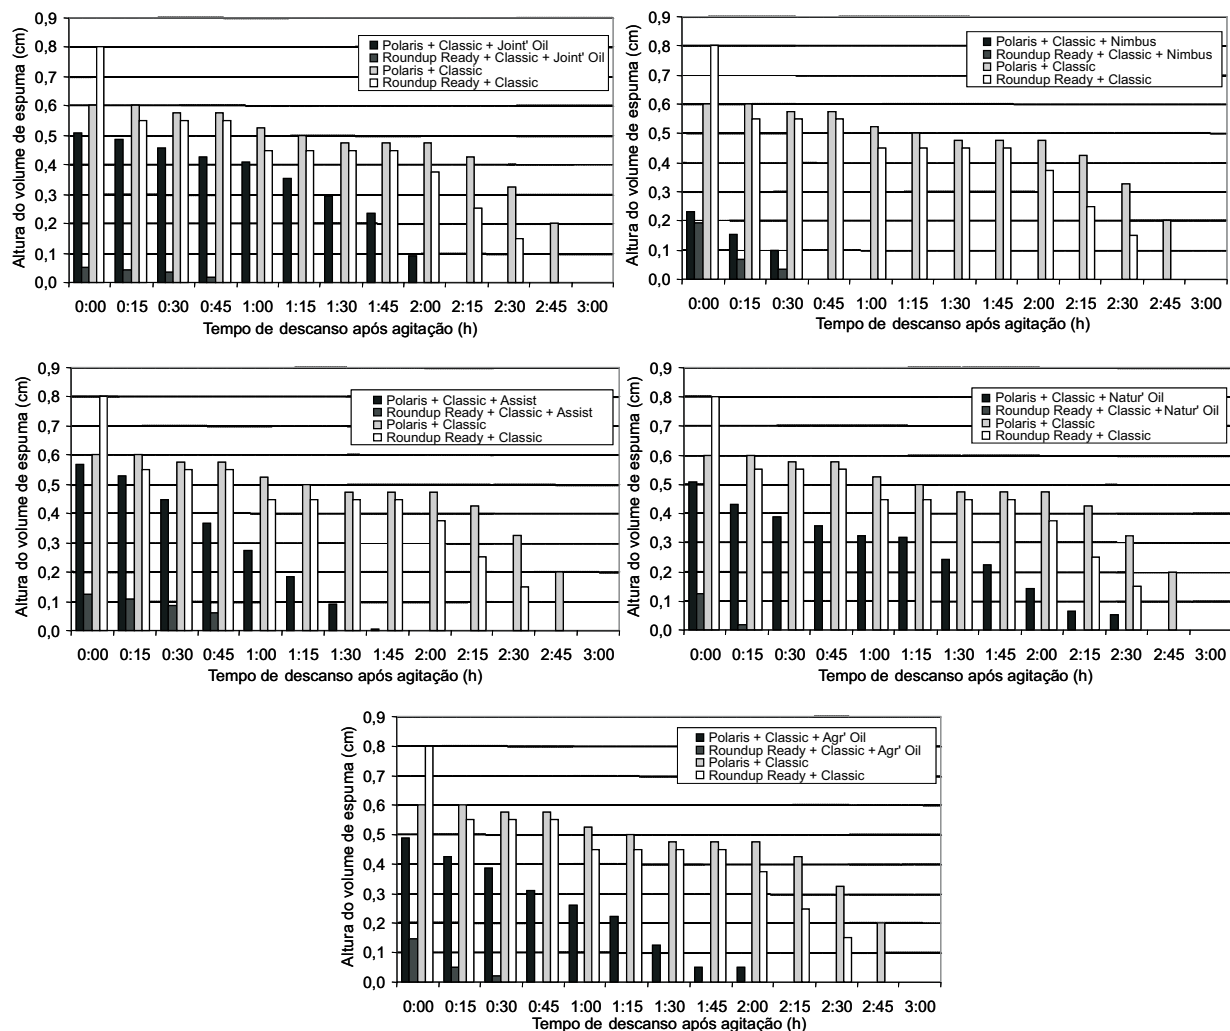 Altura do volume de espuma (cm)
0,9
0,8
0,7
0,6
0,5
0,4
0,3
0,2
0,1
0,0
Polaris + Classic + Joint' Oil
Roundup Ready + Classic + Joint' Oil
Polaris + Classic
Roundup Ready + Classic
0:00 0:15 0:30 0:45 1:00 1:15 1:30 1:45 2:00 2:15 2:30 2:45 3:00
Tempo de descanso após agitação (h)
Altura do volume de espuma (cm)
0,9
0,8
0,7
0,6
0,5
0,4
0,3
0,2
0,1
0,0
Polaris + Classic + Nimbus
Roundup Ready + Classic + Nimbus
Polaris + Classic
Roundup Ready + Classic
0:00 0:15 0:30 0:45 1:00 1:15 1:30 1:45 2:00 2:15 2:30 2:45 3:00
Tempo de descanso após agitação (h)
Altura do volume de espuma (cm)
0,9
0,8
0,7
0,6
0,5
0,4
0,3
0,2
0,1
0,0
Polaris + Classic + Assist
Roundup Ready + Classic + Assist
Polaris + Classic
Roundup Ready + Classic
0:00 0:15 0:30 0:45 1:00 1:15 1:30 1:45 2:00 2:15 2:30 2:45 3:00
Tempo de descanso após agitação (h)
Altura do volume de espuma (cm)
0,9
0,8
0,7
0,6
0,5
0,4
0,3
0,2
0,1
0,0
Polaris + Classic + Natur' Oil
Roundup Ready + Classic + Natur' Oil
Polaris + Classic
Roundup Ready + Classic
0:00 0:15 0:30 0:45 1:00 1:15 1:30 1:45 2:00 2:15 2:30 2:45 3:00
Tempo de descanso após agitação (h)
Altura do volume de espuma (cm)
0,9
0,8
0,7
0,6
0,5
0,4
0,3
0,2
0,1
0,0
Polaris + Classic + Agr' Oil
Roundup Ready + Classic + Agr' Oil
Polaris + Classic
Roundup Ready + Classic
0:00 0:15 0:30 0:45 1:00 1:15 1:30 1:45 2:00 2:15 2:30 2:45 3:00
Tempo de descanso após agitação (h)